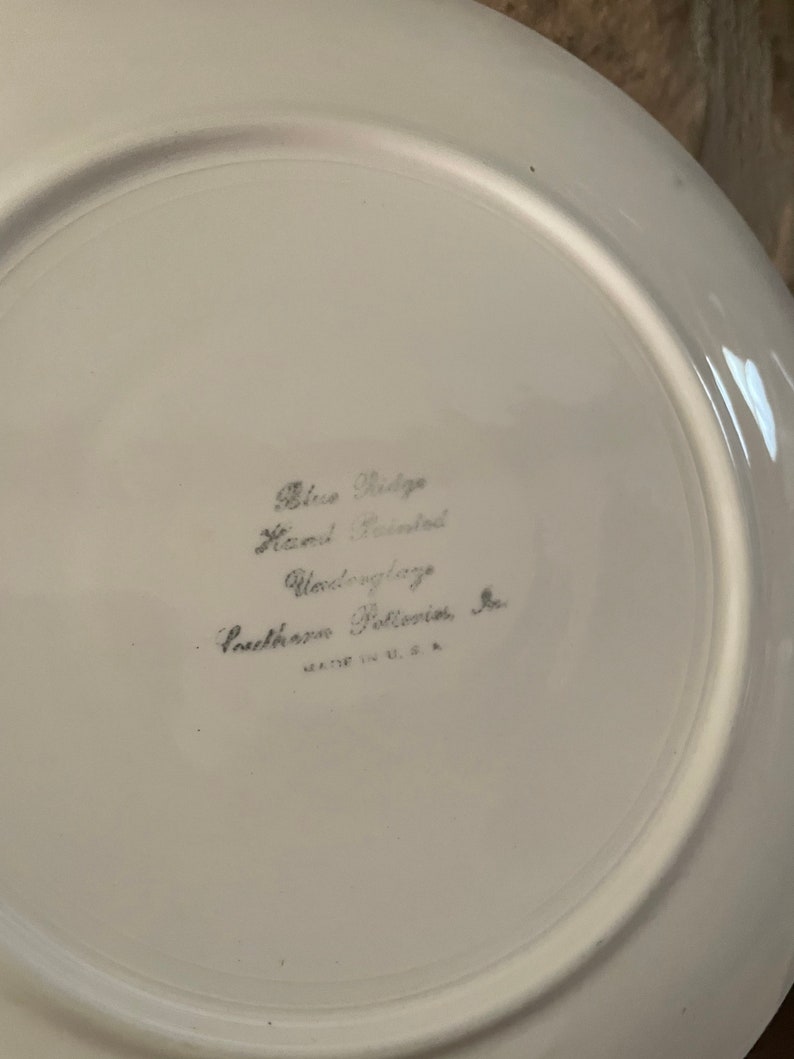 Blue Ridge
Hand Painted
Underglaze
Southern Potteries, Inc.
MADE IN U. S. A.